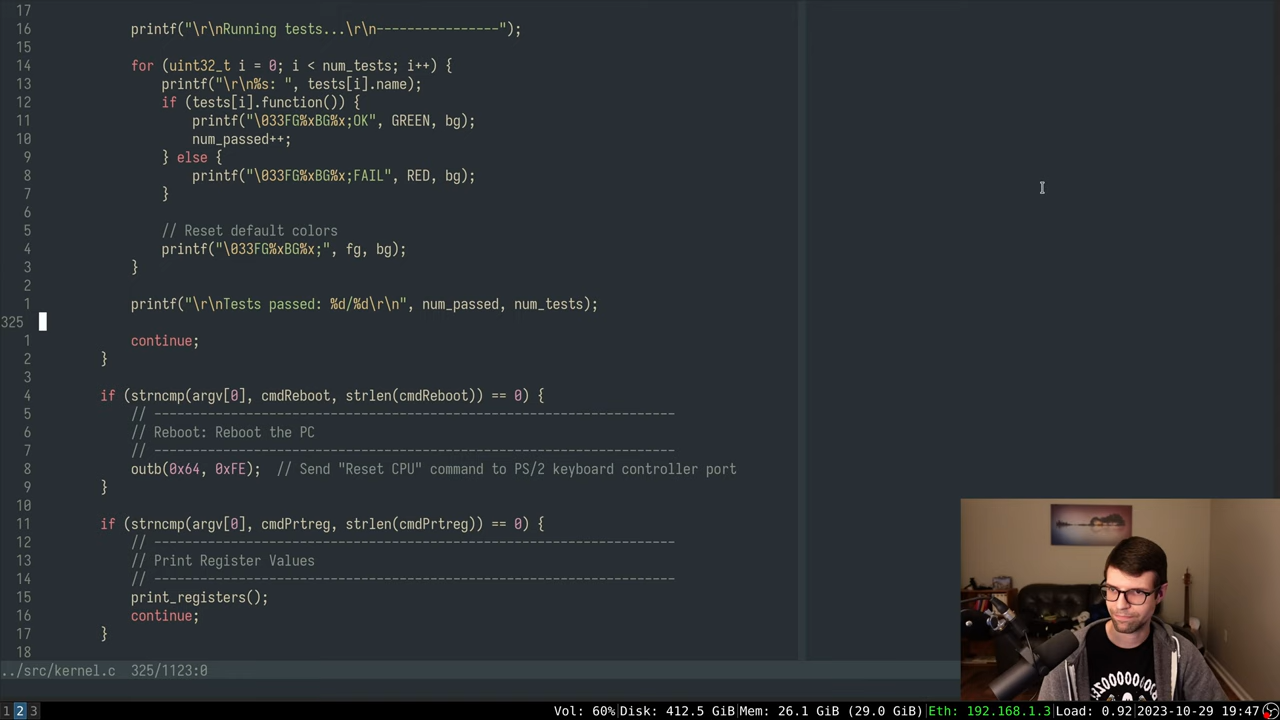 17
16 printf("\r\nRunning tests...\r\n----------------");
15
14 for (uint32_t i = 0; i < num_tests; i++) {
13 printf("\r\n%s: ", tests[i].name);
12 if (tests[i].function()) {
11 printf("\033FG%xBG%x;OK", GREEN, bg);
10 num_passed++;
9 } else {
8 printf("\033FG%xBG%x;FAIL", RED, bg);
7 }
6
5 // Reset default colors
4 printf("\033FG%xBG%x;", fg, bg);
3 }
2
1 printf("\r\nTests passed: %d/%d\r\n", num_passed, num_tests);
325
1 continue;
2 }
3
4 if (strncmp(argv[0], cmdReboot, strlen(cmdReboot)) == 0) {
5 // --------------------------------------------------------------------
6 // Reboot: Reboot the PC
7 // --------------------------------------------------------------------
8 outb(0x64, 0xFE); // Send "Reset CPU" command to PS/2 keyboard controller port
9 }
10
11 if (strncmp(argv[0], cmdPrtreg, strlen(cmdPrtreg)) == 0) {
12 // --------------------------------------------------------------------
13 // Print Register Values
14 // --------------------------------------------------------------------
15 print_registers();
16 continue;
17 }
18
../src/kernel.c 325/1123:0
1 2 3 Vol: 60%|Disk: 412.5 GiB|Mem: 26.1 GiB (29.0 GiB)|Eth: 192.168.1.3|Load: 0.92 2023-10-29 19:47